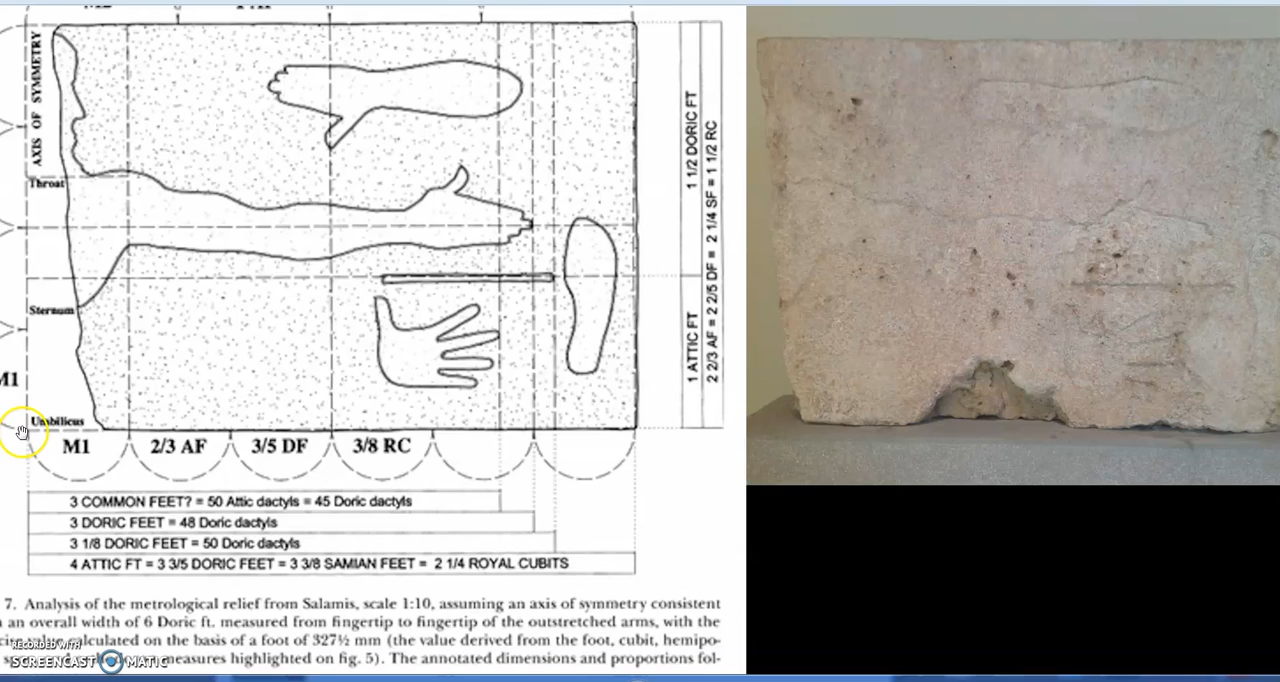 AXIS OF SYMMETRY
Throat
Sternum
Umbilicus
M1
M1
2/3 AF
3/5 DF
3/8 RC
1 1/2 DORIC FT
1 ATTIC FT
2 2/3 AF = 2 2/5 DF = 2 1/4 SF = 1 1/2 RC
3 COMMON FEET? = 50 Attic dactyls = 45 Doric dactyls
3 DORIC FEET = 48 Doric dactyls
3 1/8 DORIC FEET = 50 Doric dactyls
4 ATTIC FT = 3 3/5 DORIC FEET = 3 3/8 SAMIAN FEET = 2 1/4 ROYAL CUBITS
7. Analysis of the metrological relief from Salamis, scale 1:10, assuming an axis of symmetry consistent
an overall width of 6 Doric ft. measured from fingertip to fingertip of the outstretched arms, with the
calculated on the basis of a foot of 327½ mm (the value derived from the foot, cubit, hemipo-
measures highlighted on fig. 5). The annotated dimensions and proportions fol-
RECORDED WITH
SCREENCAST MATIC